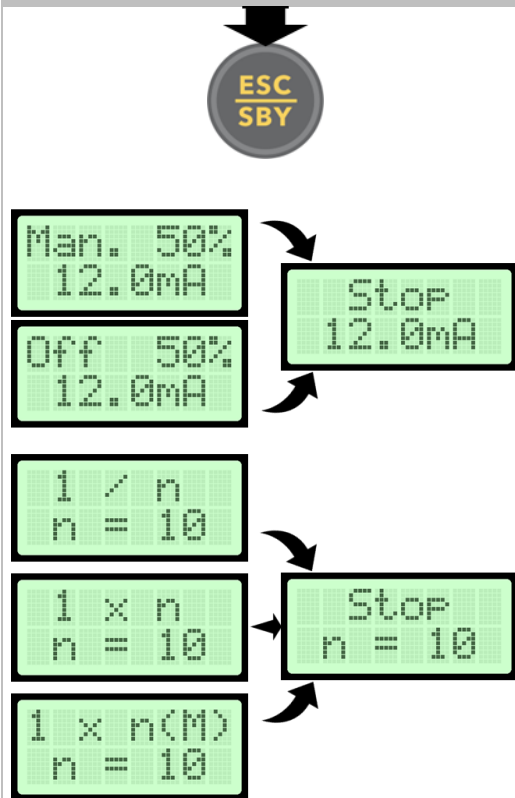 ESC
SBY
Man. 50%
12.0mA
Stop
12.0mA
Off 50%
12.0mA
1 / n
n = 10
1 x n
n = 10
Stop
n = 10
1 x n(M)
n = 10